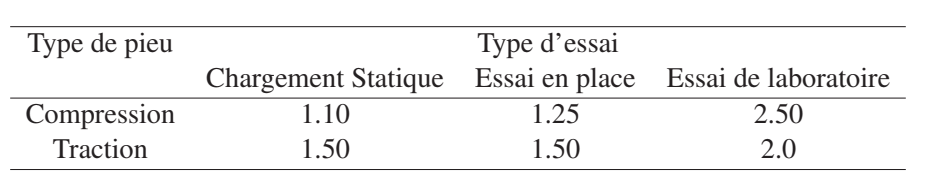 Type de pieu Type d'essai
Chargement Statique Essai en place Essai de laboratoire
Compression 1.10 1.25 2.50
Traction 1.50 1.50 2.0